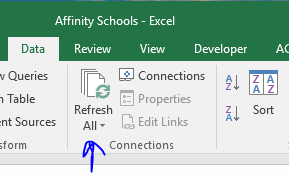 Affinity Schools - Excel
Data Review View Developer AC
w Queries
m Table
ent Sources
sform
Refresh
All
Connections
Properties
Edit Links
Connections
A
Z
Z
A
Z A
A Z
Sort